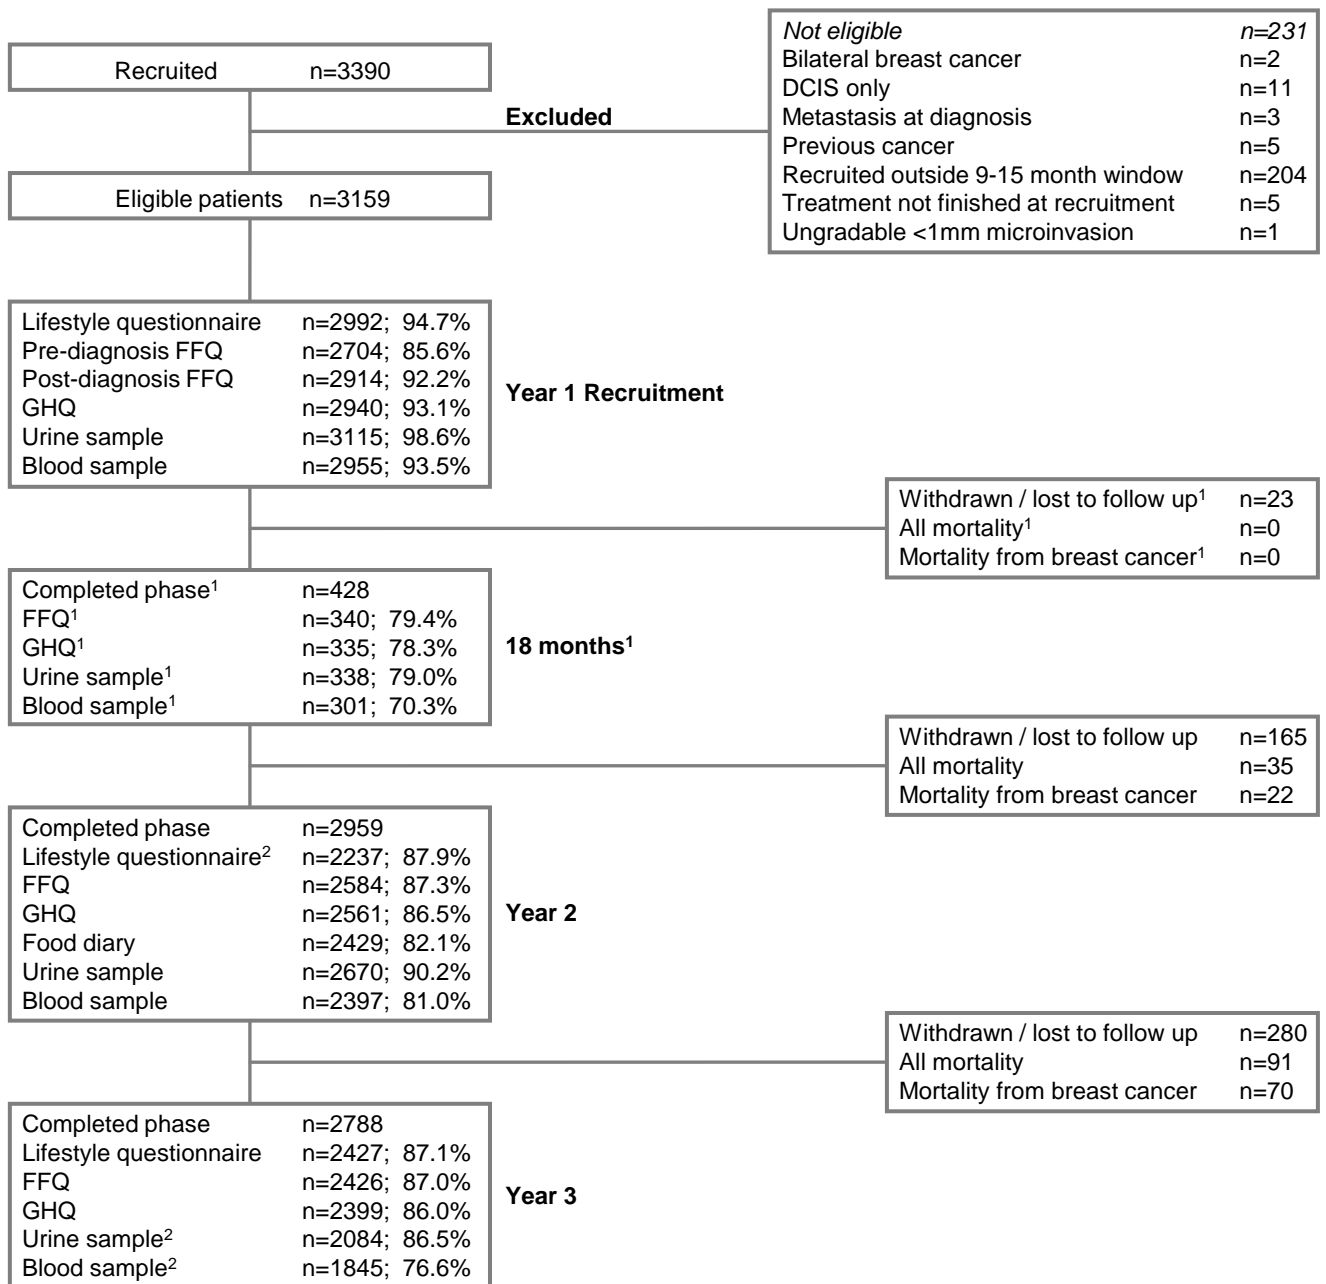 Recruited n=3390
Excluded
Not eligible n=231
Bilateral breast cancer n=2
DCIS only n=11
Metastasis at diagnosis n=3
Previous cancer n=5
Recruited outside 9-15 month window n=204
Treatment not finished at recruitment n=5
Ungradable <1mm microinvasion n=1
Eligible patients n=3159
Lifestyle questionnaire n=2992; 94.7%
Pre-diagnosis FFQ n=2704; 85.6%
Post-diagnosis FFQ n=2914; 92.2%
GHQ n=2940; 93.1%
Urine sample n=3115; 98.6%
Blood sample n=2955; 93.5%
Year 1 Recruitment
Withdrawn / lost to follow up¹ n=23
All mortality¹ n=0
Mortality from breast cancer¹ n=0
Completed phase¹ n=428
FFQ¹ n=340; 79.4%
GHQ¹ n=335; 78.3%
Urine sample¹ n=338; 79.0%
Blood sample¹ n=301; 70.3%
18 months¹
Withdrawn / lost to follow up n=165
All mortality n=35
Mortality from breast cancer n=22
Completed phase n=2959
Lifestyle questionnaire² n=2237; 87.9%
FFQ n=2584; 87.3%
GHQ n=2561; 86.5%
Food diary n=2429; 82.1%
Urine sample n=2670; 90.2%
Blood sample n=2397; 81.0%
Year 2
Withdrawn / lost to follow up n=280
All mortality n=91
Mortality from breast cancer n=70
Completed phase n=2788
Lifestyle questionnaire n=2427; 87.1%
FFQ n=2426; 87.0%
GHQ n=2399; 86.0%
Urine sample² n=2084; 86.5%
Blood sample² n=1845; 76.6%
Year 3